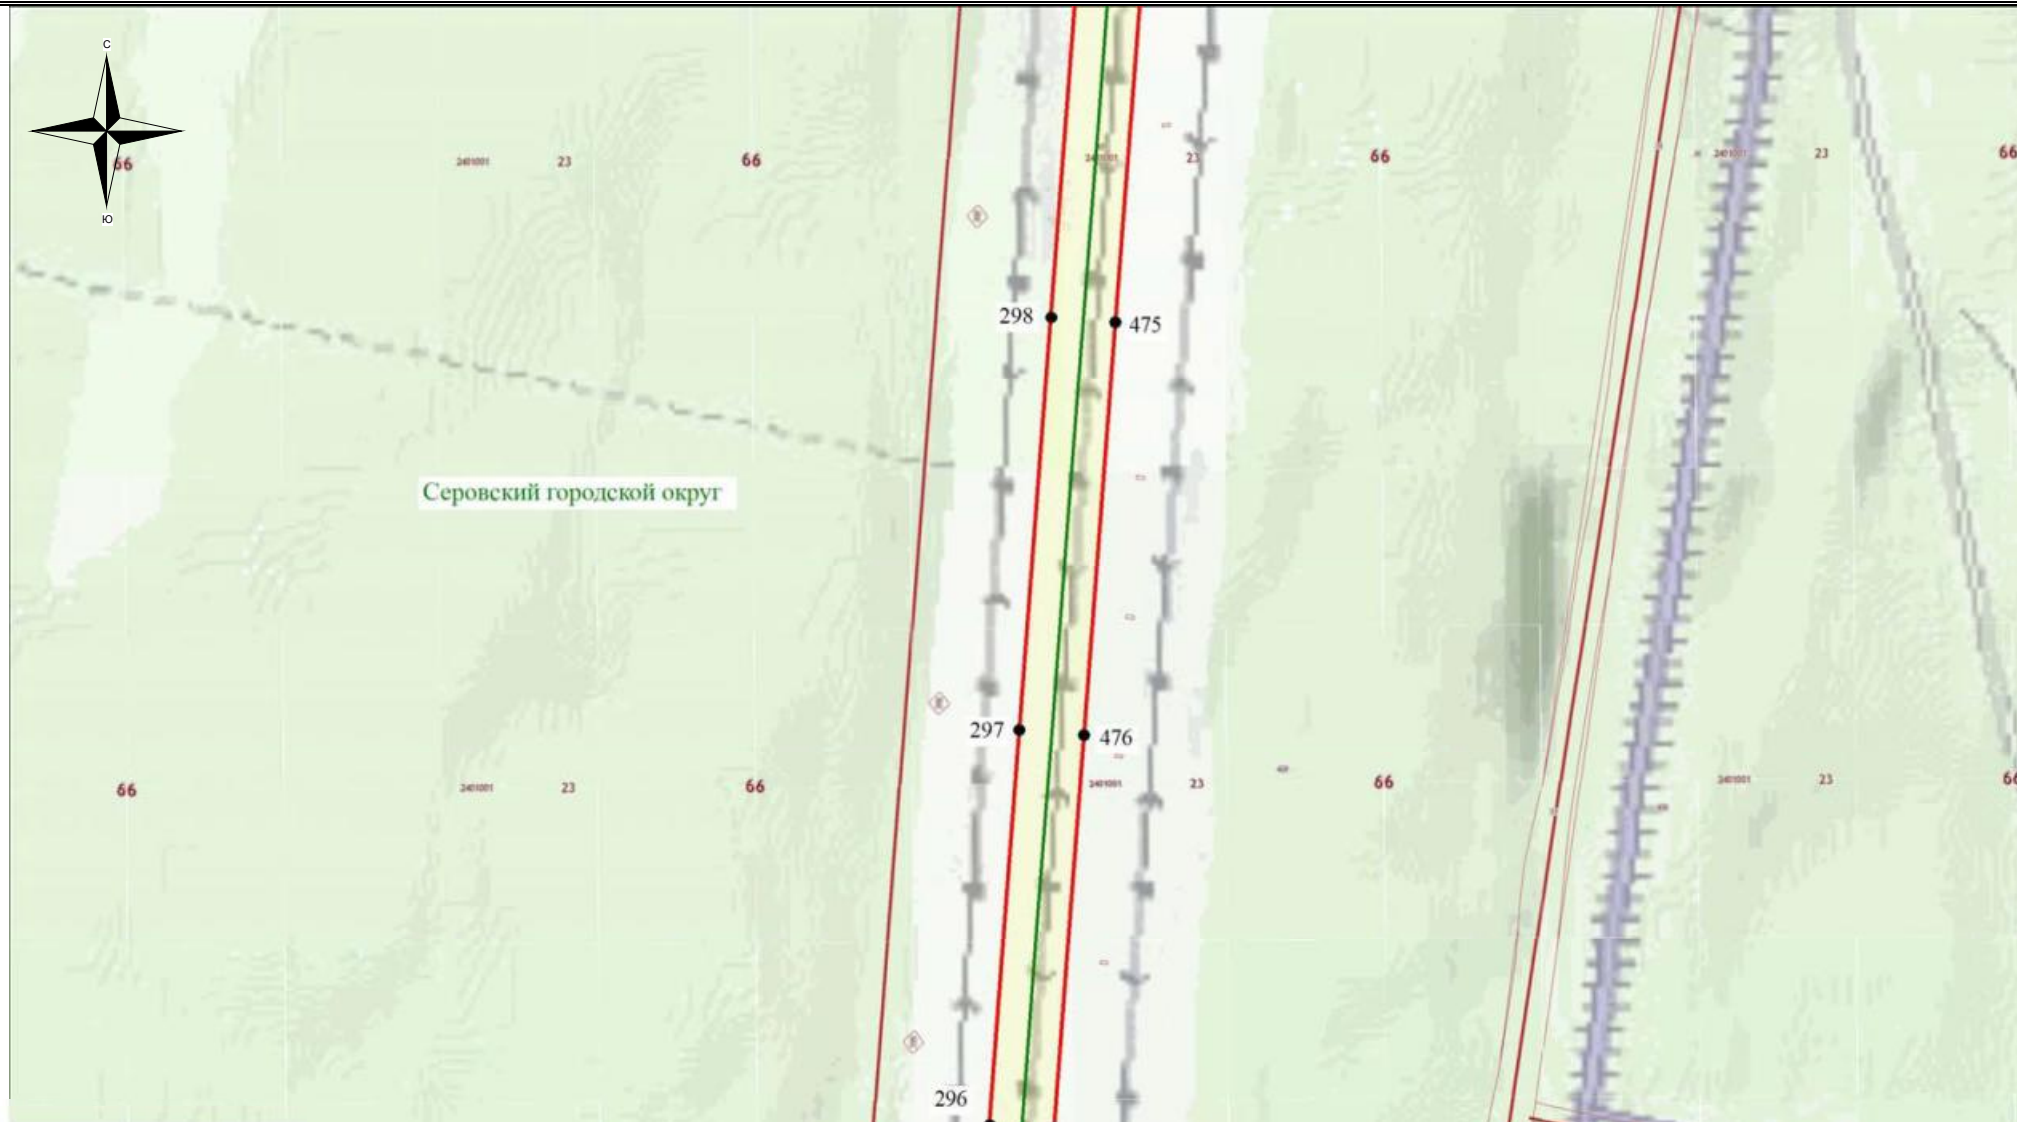 С
Ю
66 2401001 23 66 2401001 23 66 2401001 23 66
298 475
Серовский городской округ
297 476
66 2401001 23 66 2401001 23 66 2401001 23 66
296